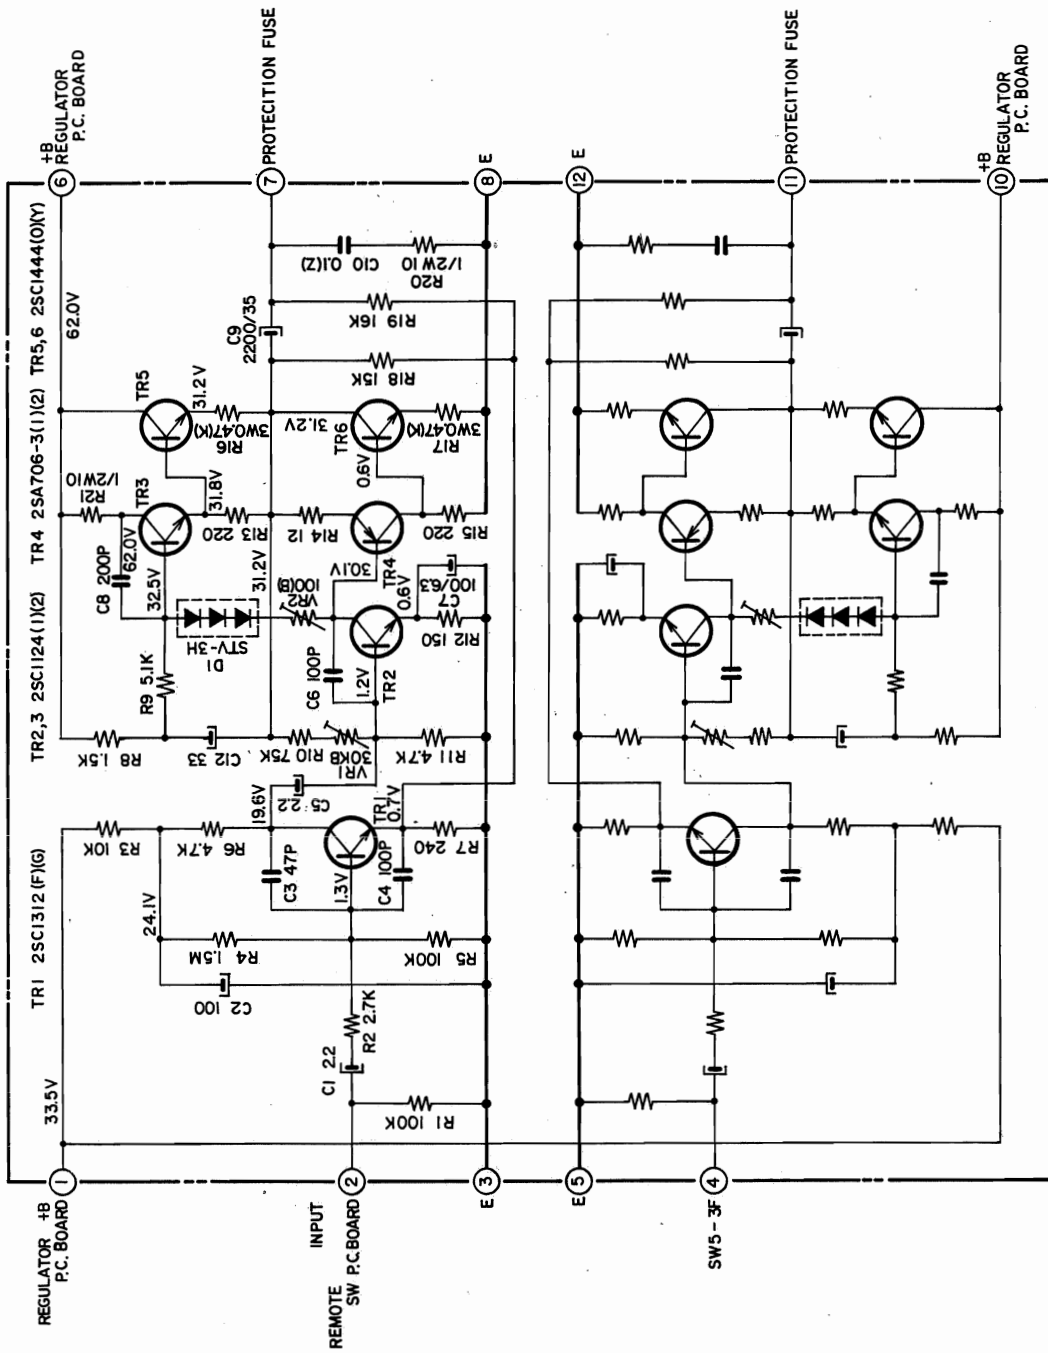 TR1 2SC1312(F)(G)
TR2,3 2SC1124(1)(2)
TR4 2SA706-3(1)(2)
TR5,6 2SC1444(O)(Y)
REGULATOR +B
P.C. BOARD
1
33.5V
INPUT
REMOTE
SW P.C.BOARD
2
E 3
E 5
SW5-3F 4
R1 100K
C1 2.2
R2 2.7K
C2 100
24.1V
R4 1.5M
R5 100K
R3 10K
R6 4.7K
19.6V
C3 47P
1.3V
C4 100P
TR1
0.7V
R7 240
C5 2.2
R8 1.5K
C12 33
R10 75K
30KB
VR1
R11 4.7K
R9 5.1K
D1
STV-3H
C8 200P
32.5V
62.0V
31.2V
VR2
100(B)
C6 100P
1.2V
TR2
0.6V
R12 150
C7
100/6.3
R21
1/2W10
TR3
31.8V
R13 220
R14 12
30.1V
TR4
R15 220
TR5
31.2V
R16
3W0.47(K)
31.2V
TR6
0.6V
R17
3W0.47(K)
62.0V
C9
2200/35
R18 15K
R19 16K
C10 0.1(Z)
R20
1/2W 10
6
+B
REGULATOR
P.C. BOARD
7 PROTECITION FUSE
8 E
12 E
11 PROTECITION FUSE
10
+B
REGULATOR
P.C. BOARD